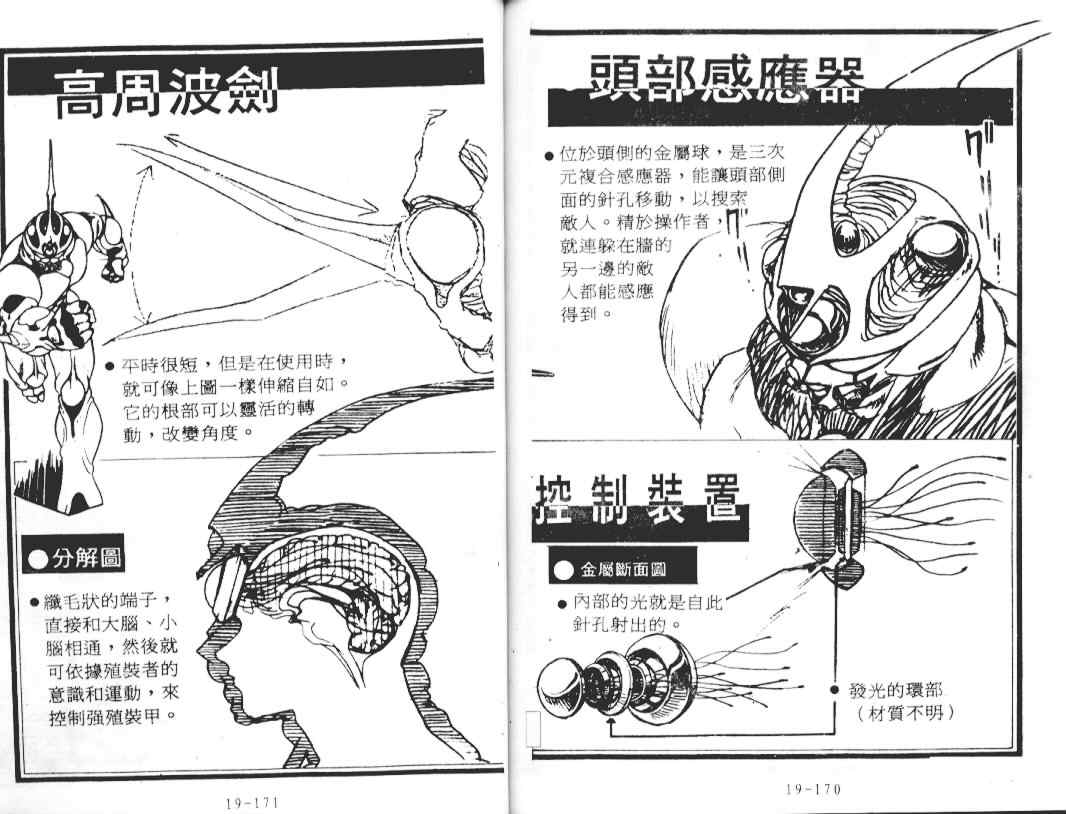 頭部感應器
● 位於頭側的金屬球，是三次
元複合感應器，能讓頭部側
面的針孔移動，以搜索
敵人。精於操作者，
就連躲在牆的
另一邊的敵
人都能感應
得到。
控制裝置
● 金屬斷面圖
● 內部的光就是自此
針孔射出的。
● 發光的環部
（材質不明）
19-170
高周波劍
● 平時很短，但是在使用時，
就可像上圖一樣伸縮自如。
它的根部可以靈活的轉
動，改變角度。
● 分解圖
● 纖毛狀的端子，
直接和大腦、小
腦相通，然後就
可依據殖裝者的
意識和運動，來
控制强殖裝甲。
19-171